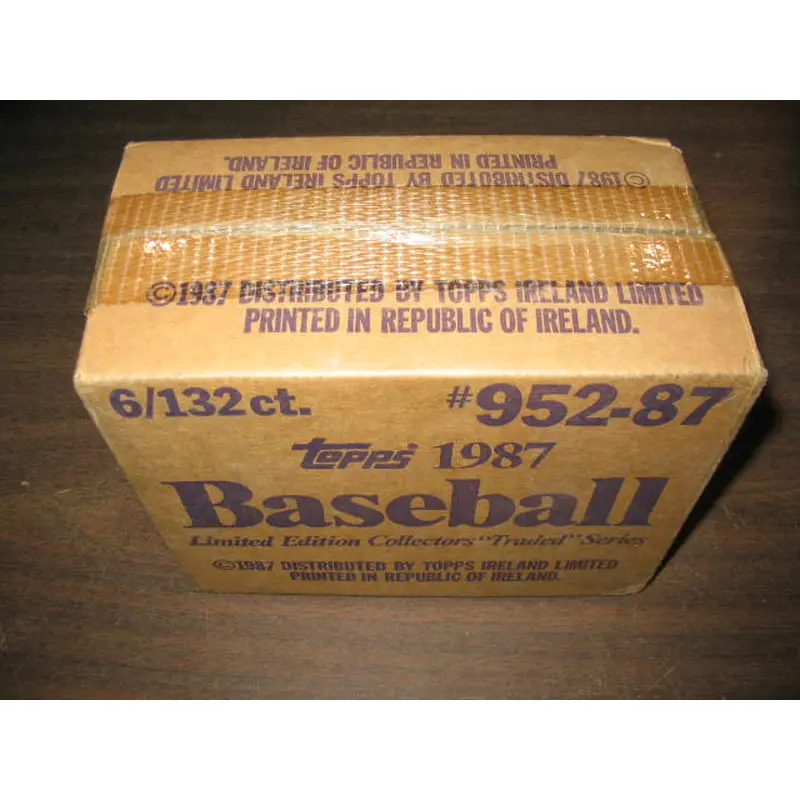 ©1987 DISTRIBUTED BY TOPPS IRELAND LIMITED
PRINTED IN REPUBLIC OF IRELAND.
©1987 DISTRIBUTED BY TOPPS IRELAND LIMITED
PRINTED IN REPUBLIC OF IRELAND.
6/132 ct. #952-87
topps 1987
Baseball
Limited Edition Collectors "Traded" Series
©1987 DISTRIBUTED BY TOPPS IRELAND LIMITED
PRINTED IN REPUBLIC OF IRELAND.